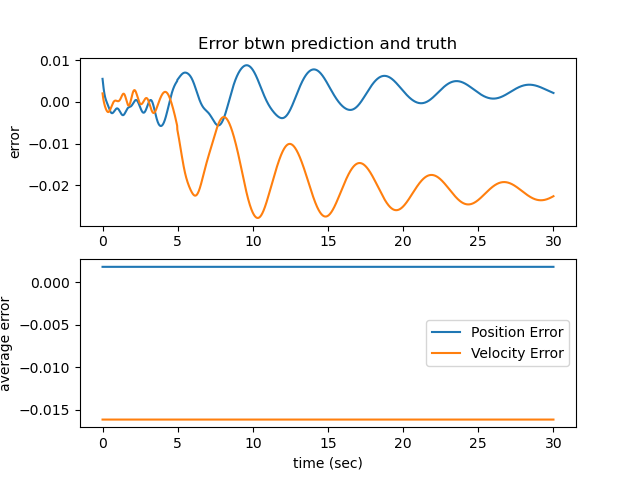 Error btwn prediction and truth
0.01
0.00
−0.01
−0.02
error
0 5 10 15 20 25 30
0.000
−0.005
−0.010
−0.015
average error
Position Error
Velocity Error
0 5 10 15 20 25 30
time (sec)